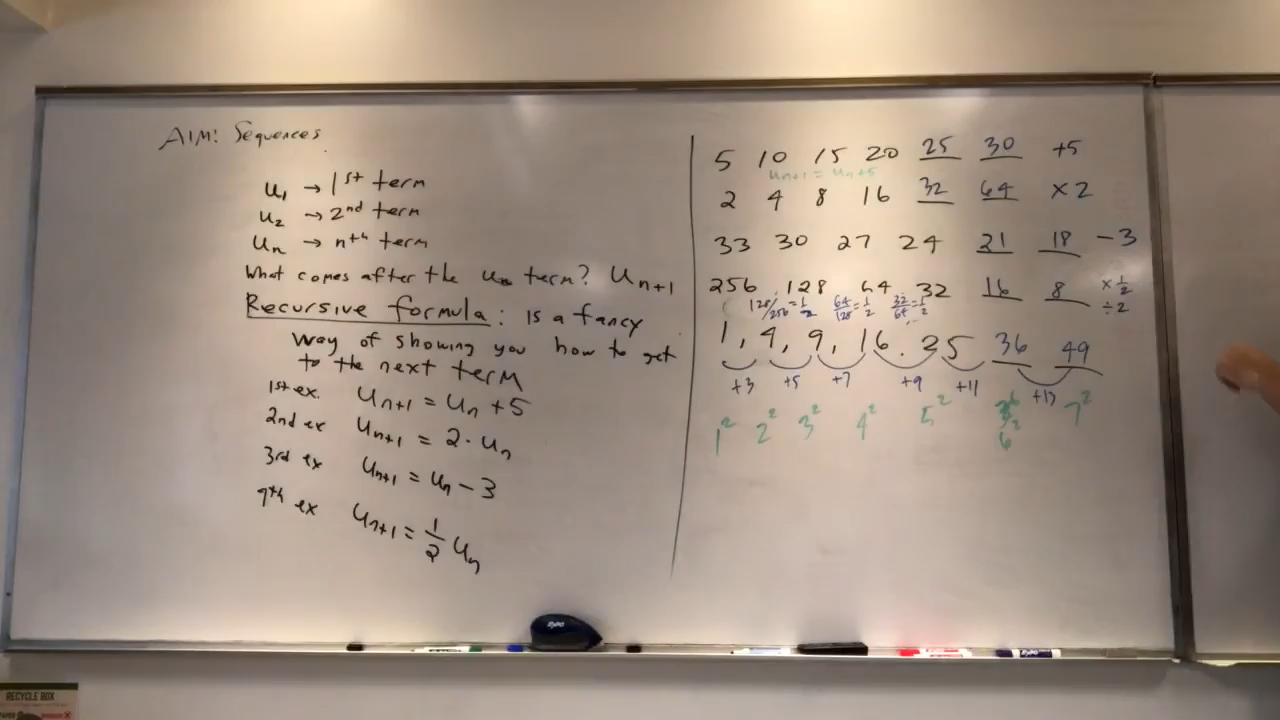 AIM: Sequences
u₁ → 1st term
u₂ → 2nd term
uₙ → nth term
What comes after the uₙ term? Uₙ₊₁
Recursive formula: is a fancy
way of showing you how to get
to the next term
1st ex. Uₙ₊₁ = Uₙ + 5
2nd ex Uₙ₊₁ = 2 · uₙ
3rd ex Uₙ₊₁ = uₙ - 3
4th ex Uₙ₊₁ = 1/2 uₙ
5 10 15 20 25 30 +5
uₙ₊₁ = uₙ+5
2 4 8 16 32 64 ×2
33 30 27 24 21 18 -3
256 128 64 32 16 8 ×1/2
÷2
128/256 = 1/2 64/128 = 1/2 32/64 = 1/2
1, 4, 9, 16. 25 36 49
+3 +5 +7 +9 +11 +13
1² 2² 3² 4² 5² 6² 7²
EXPO
RECYCLE BOX